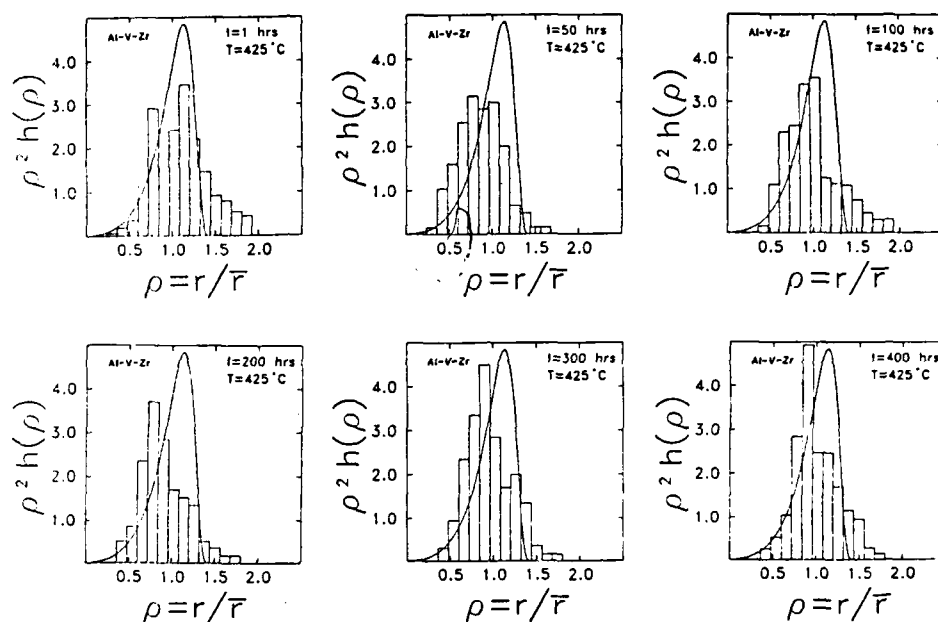 Al-V-Zr
t=1 hrs
T=425°C
ρ² h(ρ)
4.0
3.0
2.0
1.0
0.5 1.0 1.5 2.0
ρ=r/r̅
Al-V-Zr
t=50 hrs
T=425°C
ρ² h(ρ)
4.0
3.0
2.0
1.0
0.5 1.0 1.5 2.0
ρ=r/r̅
Al-V-Zr
t=100 hrs
T=425°C
ρ² h(ρ)
4.0
3.0
2.0
1.0
0.5 1.0 1.5 2.0
ρ=r/r̅
Al-V-Zr
t=200 hrs
T=425°C
ρ² h(ρ)
4.0
3.0
2.0
1.0
0.5 1.0 1.5 2.0
ρ=r/r̅
Al-V-Zr
t=300 hrs
T=425°C
ρ² h(ρ)
4.0
3.0
2.0
1.0
0.5 1.0 1.5 2.0
ρ=r/r̅
Al-V-Zr
t=400 hrs
T=425°C
ρ² h(ρ)
4.0
3.0
2.0
1.0
0.5 1.0 1.5 2.0
ρ=r/r̅